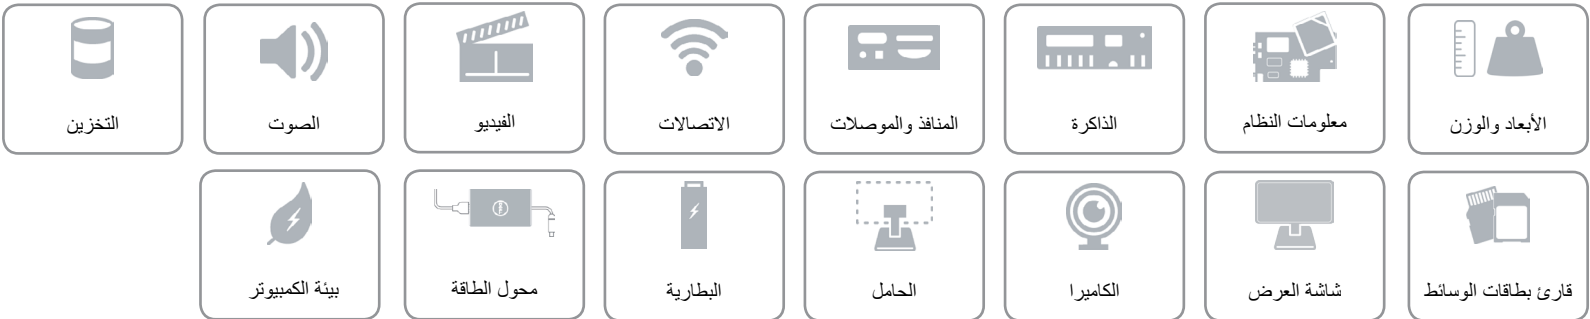 الأبعاد والوزن
معلومات النظام
الذاكرة
المنافذ والموصلات
الاتصالات
الفيديو
الصوت
التخزين
قارئ بطاقات الوسائط
شاشة العرض
الكاميرا
الحامل
البطارية
محول الطاقة
بيئة الكمبيوتر